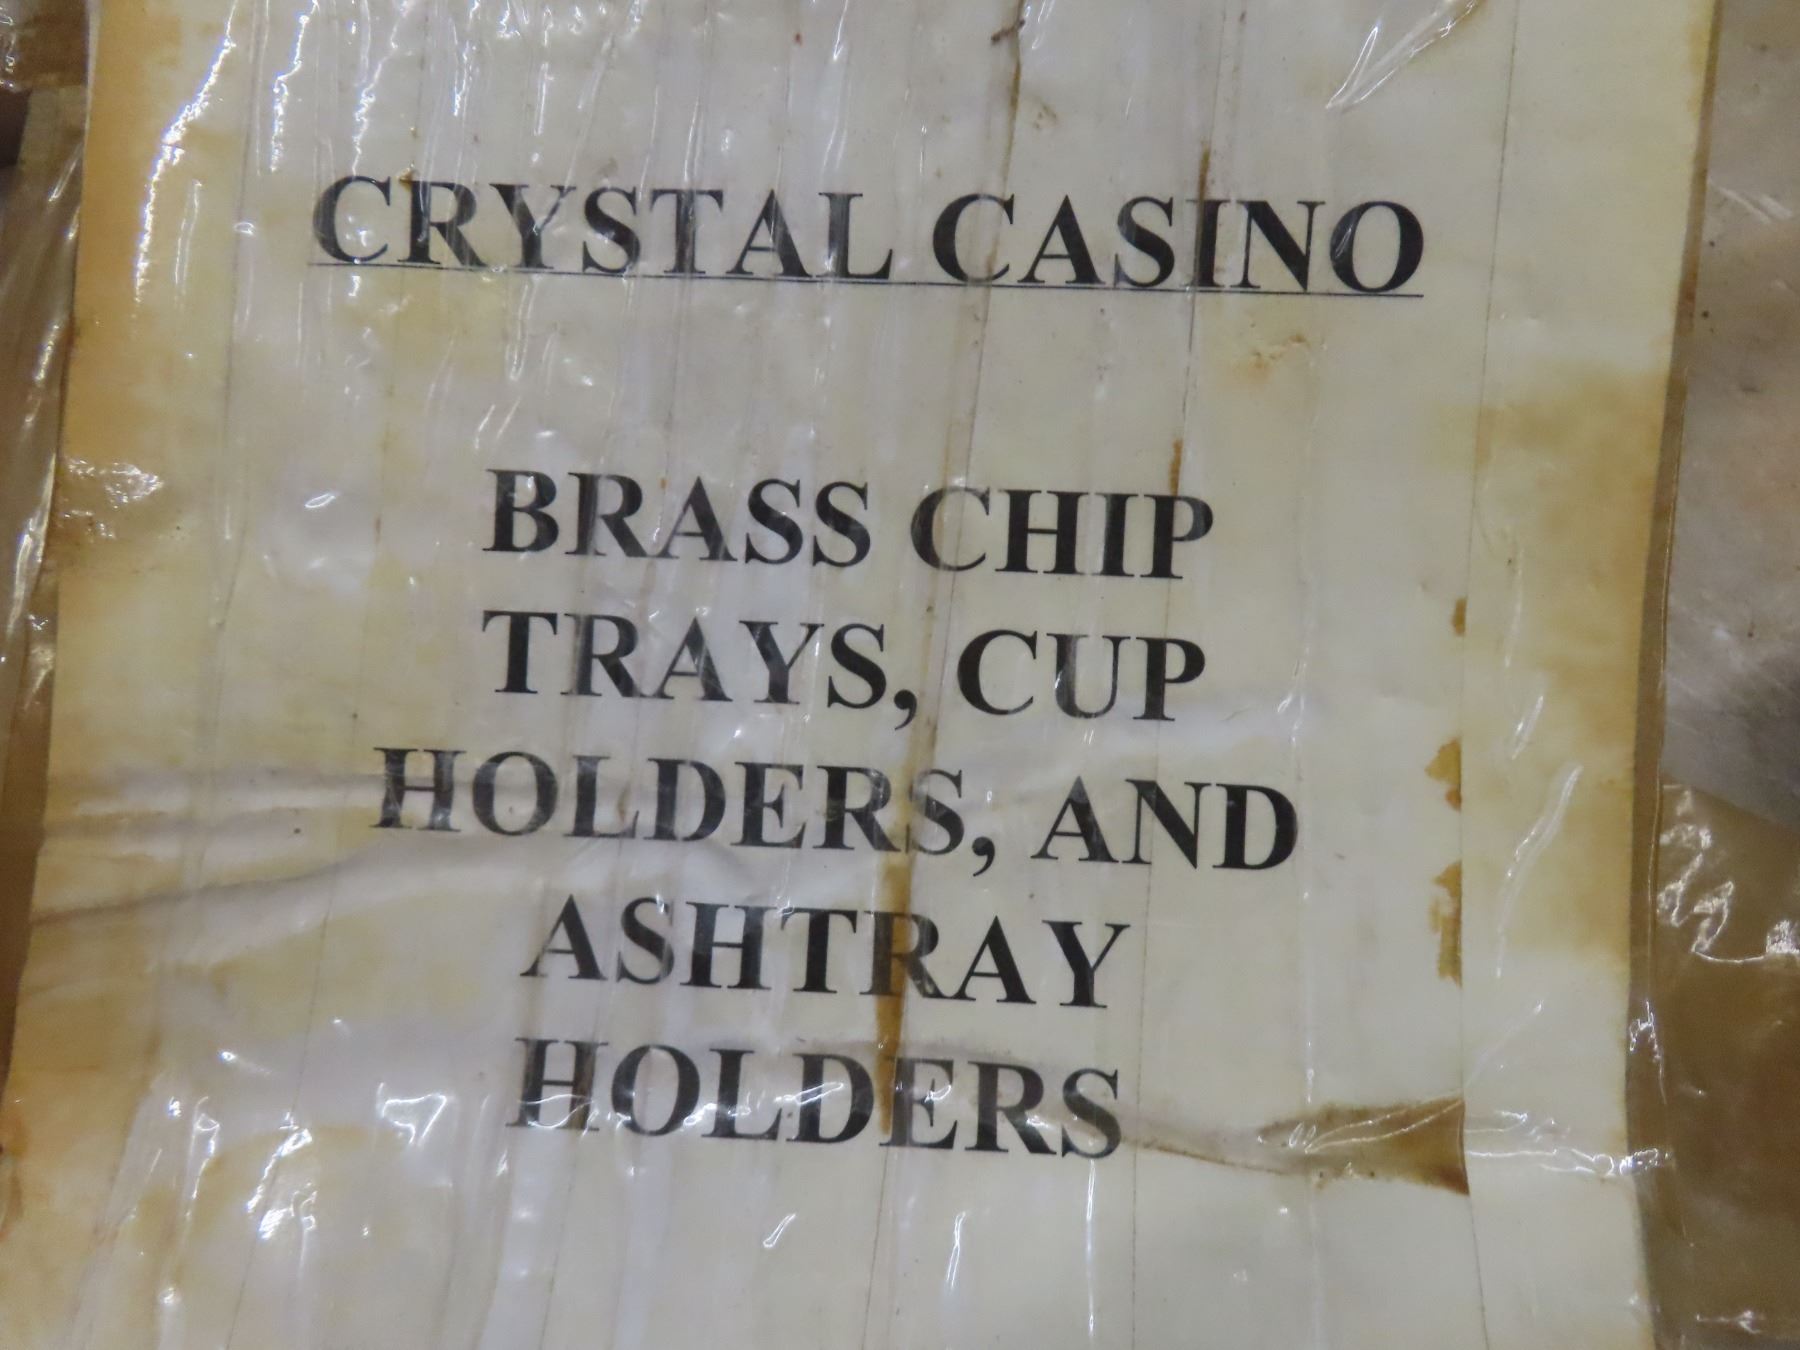 CRYSTAL CASINO
BRASS CHIP
TRAYS, CUP
HOLDERS, AND
ASHTRAY
HOLDERS